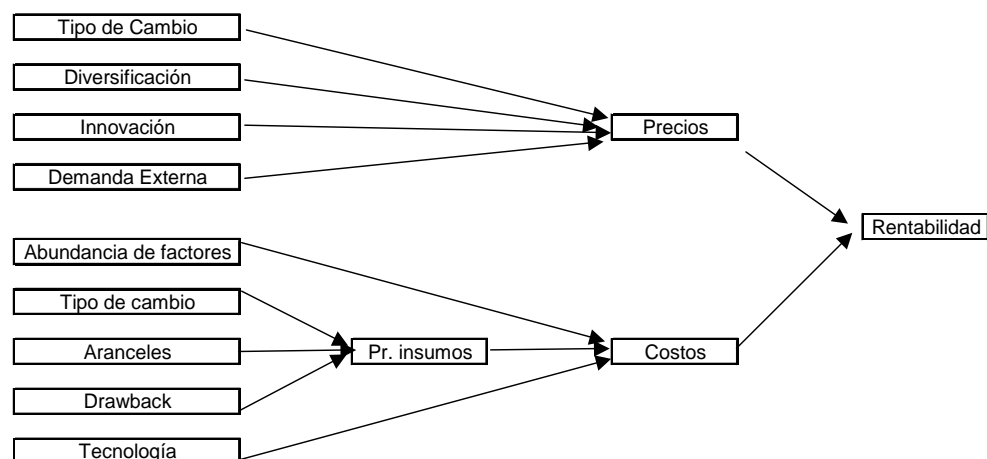 Tipo de Cambio
Diversificación
Innovación
Precios
Demanda Externa
Rentabilidad
Abundancia de factores
Tipo de cambio
Aranceles
Pr. insumos
Costos
Drawback
Tecnología